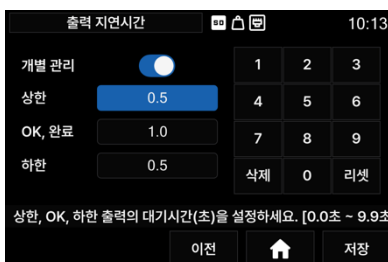 출력 지연시간 SD 10:13
개별 관리
상한 0.5
OK, 완료 1.0
하한 0.5
1 2 3
4 5 6
7 8 9
삭제 0 리셋
상한, OK, 하한 출력의 대기시간(초)을 설정하세요. [0.0초 ~ 9.9초
이전 저장